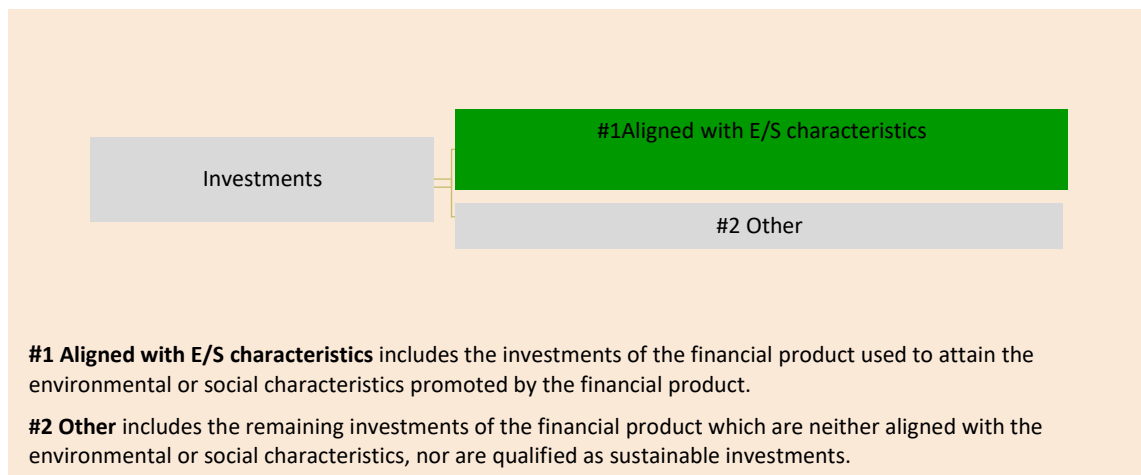 #1Aligned with E/S characteristics
Investments
#2 Other
#1 Aligned with E/S characteristics includes the investments of the financial product used to attain the
environmental or social characteristics promoted by the financial product.
#2 Other includes the remaining investments of the financial product which are neither aligned with the
environmental or social characteristics, nor are qualified as sustainable investments.